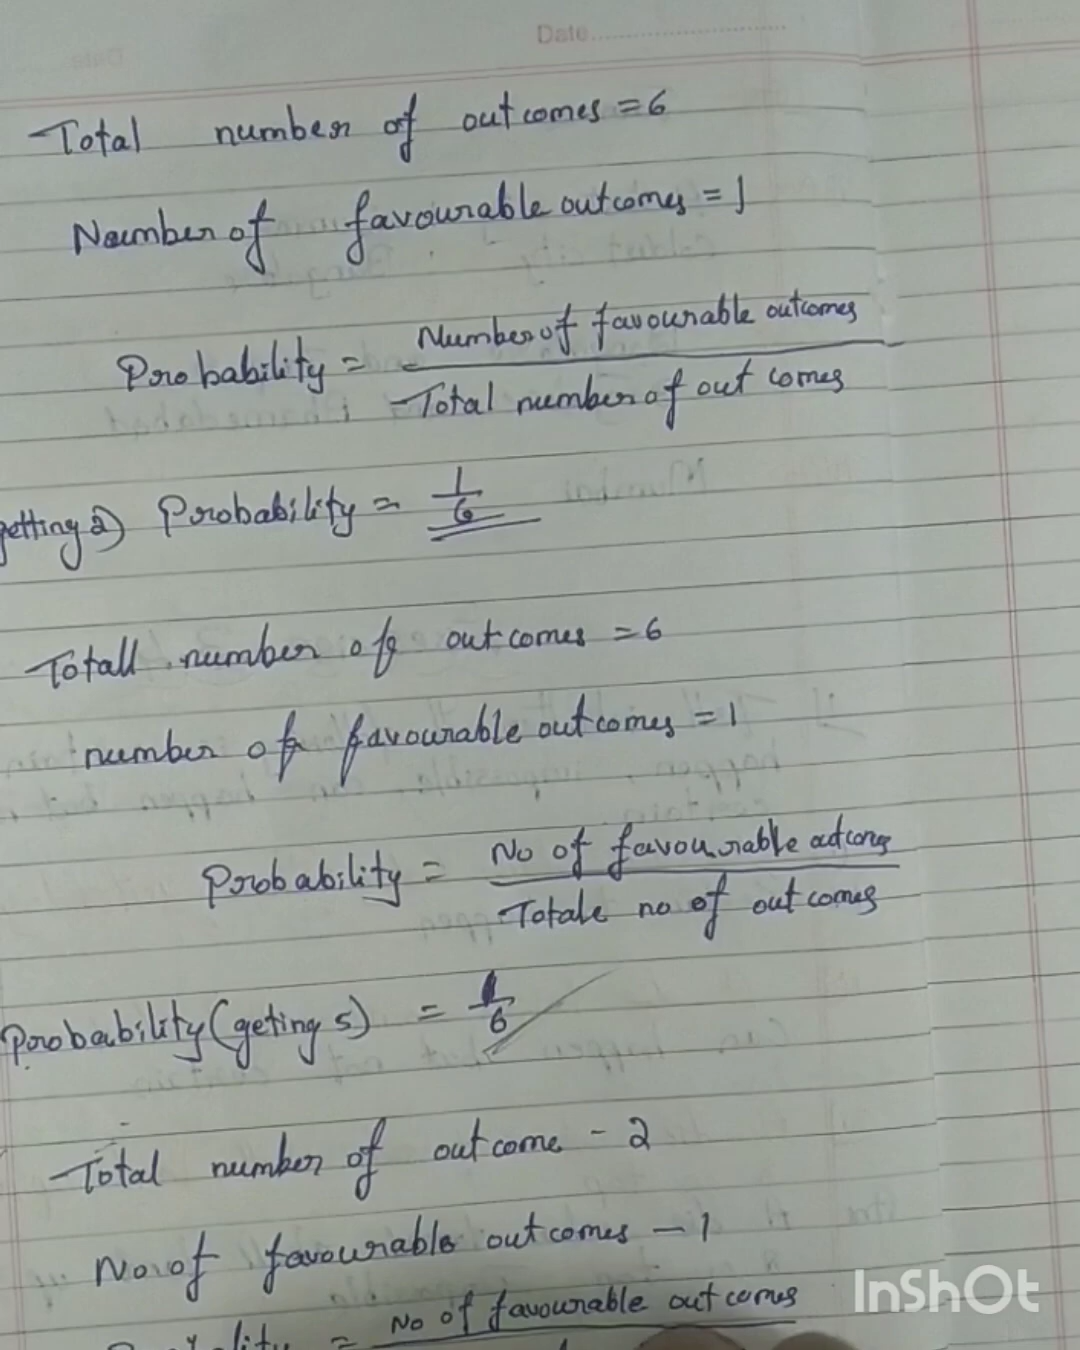 Date
Total number of outcomes = 6
Number of favourable outcomes = 1
Probability = Number of favourable outcomes
Total number of out comes
getting 2) Probability = 1/6
Totall number of outcomes = 6
number of favourable outcomes = 1
Probability = No of favourable outcoms
Totale no of outcomes
Probability (geting 5) = 1/6
Total number of outcome - 2
No of favourable outcomes - 1
= No of favourable outcomes
InShOt